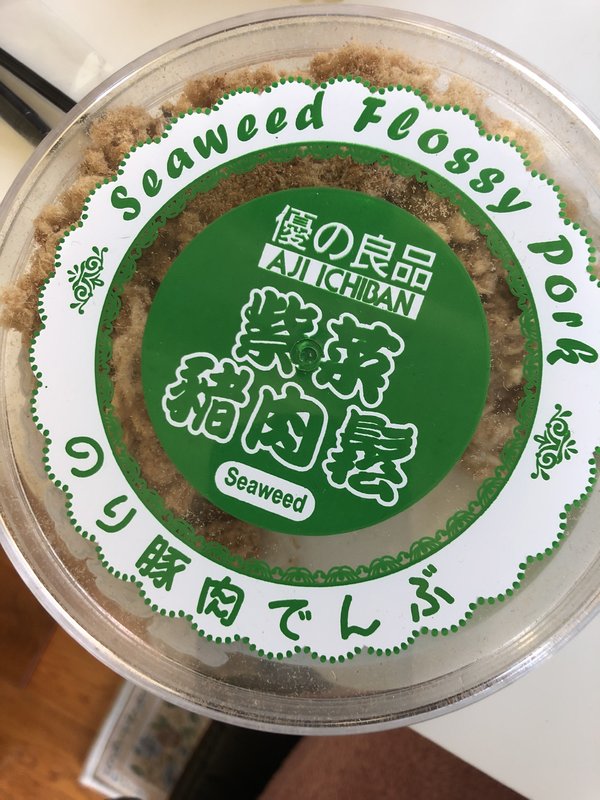 Seaweed Flossy Pork
優の良品
AJI ICHIBAN
紫菜
豬肉鬆
Seaweed
のり豚肉でんぶ